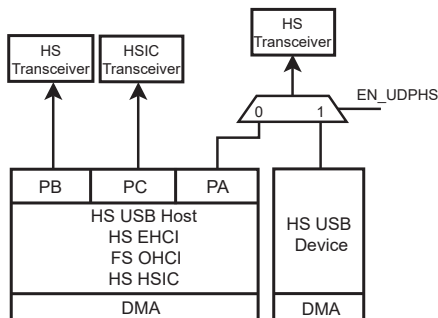 HS
Transceiver
HSIC
Transceiver
HS
Transceiver
EN_UDPHS
0
1
PB
PC
PA
HS USB Host
HS EHCI
FS OHCI
HS HSIC
DMA
HS USB
Device
DMA